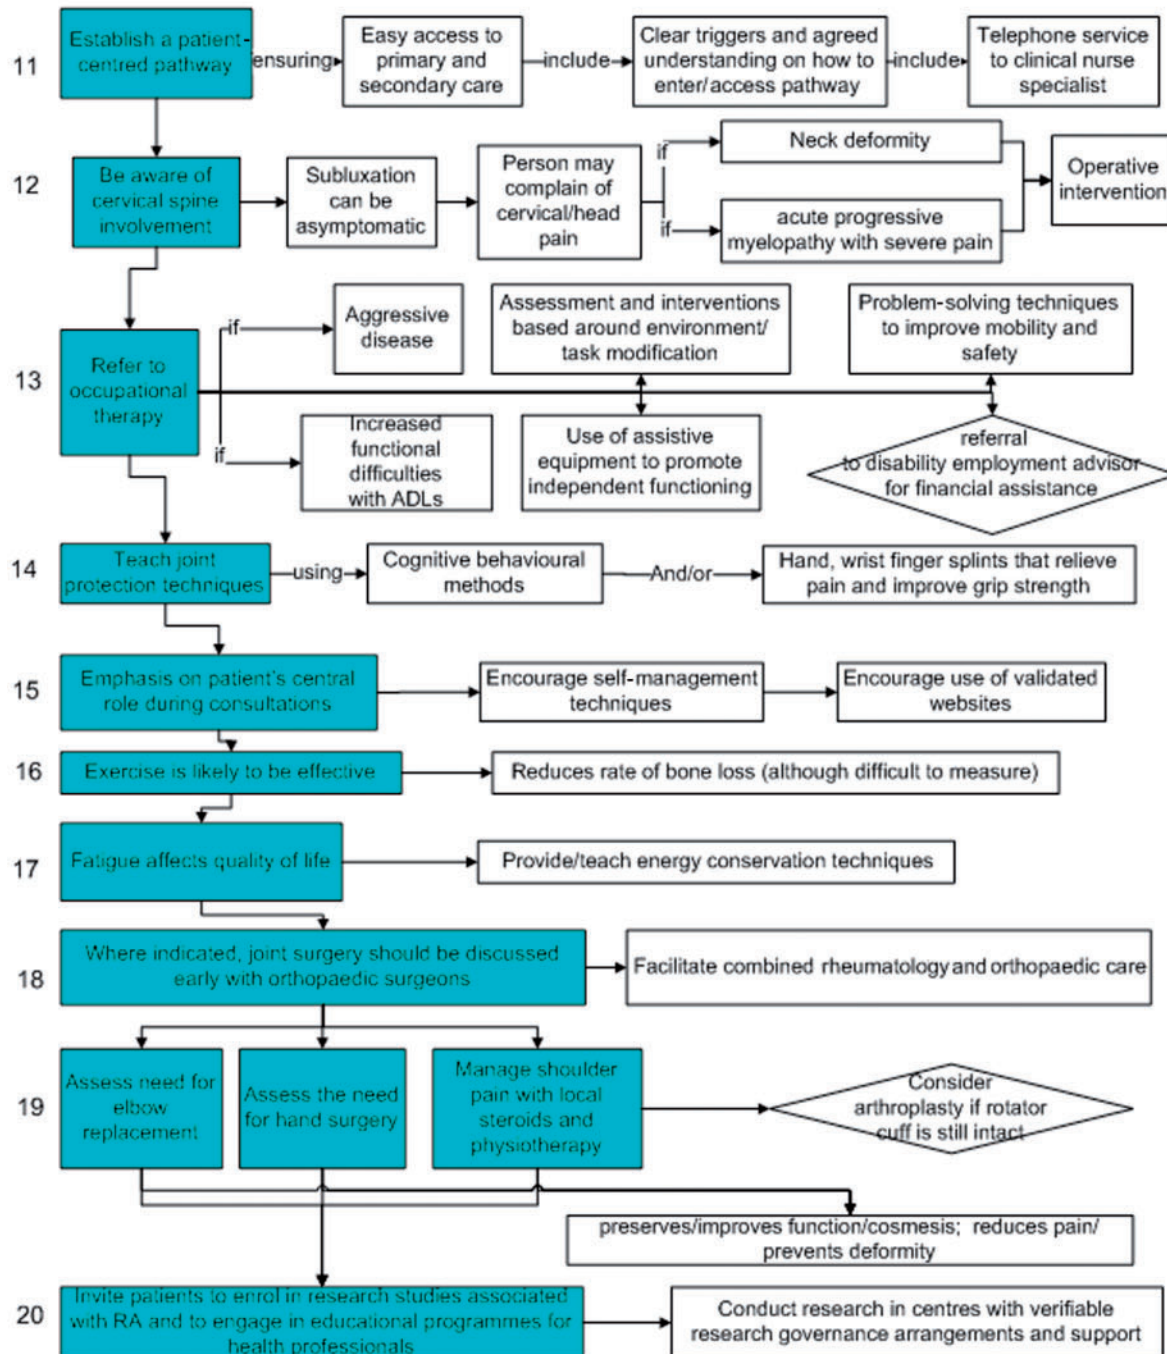 11
Establish a patient-
centred pathway
ensuring
Easy access to
primary and
secondary care
include
Clear triggers and agreed
understanding on how to
enter/access pathway
include
Telephone service
to clinical nurse
specialist
12
Be aware of
cervical spine
involvement
Subluxation
can be
asymptomatic
Person may
complain of
cervical/head
pain
if
Neck deformity
if
acute progressive
myelopathy with severe pain
Operative
intervention
13
Refer to
occupational
therapy
if
Aggressive
disease
if
Increased
functional
difficulties
with ADLs
Assessment and interventions
based around environment/
task modification
Use of assistive
equipment to promote
independent functioning
Problem-solving techniques
to improve mobility and
safety
referral
to disability employment advisor
for financial assistance
14
Teach joint
protection techniques
using
Cognitive behavioural
methods
And/or
Hand, wrist finger splints that relieve
pain and improve grip strength
15
Emphasis on patient's central
role during consultations
Encourage self-management
techniques
Encourage use of validated
websites
16
Exercise is likely to be effective
Reduces rate of bone loss (although difficult to measure)
17
Fatigue affects quality of life
Provide/teach energy conservation techniques
18
Where indicated, joint surgery should be discussed
early with orthopaedic surgeons
Facilitate combined rheumatology and orthopaedic care
19
Assess need for
elbow
replacement
Assess the need
for hand surgery
Manage shoulder
pain with local
steroids and
physiotherapy
Consider
arthroplasty if rotator
cuff is still intact
preserves/improves function/cosmesis; reduces pain/
prevents deformity
20
Invite patients to enrol in research studies associated
with RA and to engage in educational programmes for
health professionals
Conduct research in centres with verifiable
research governance arrangements and support